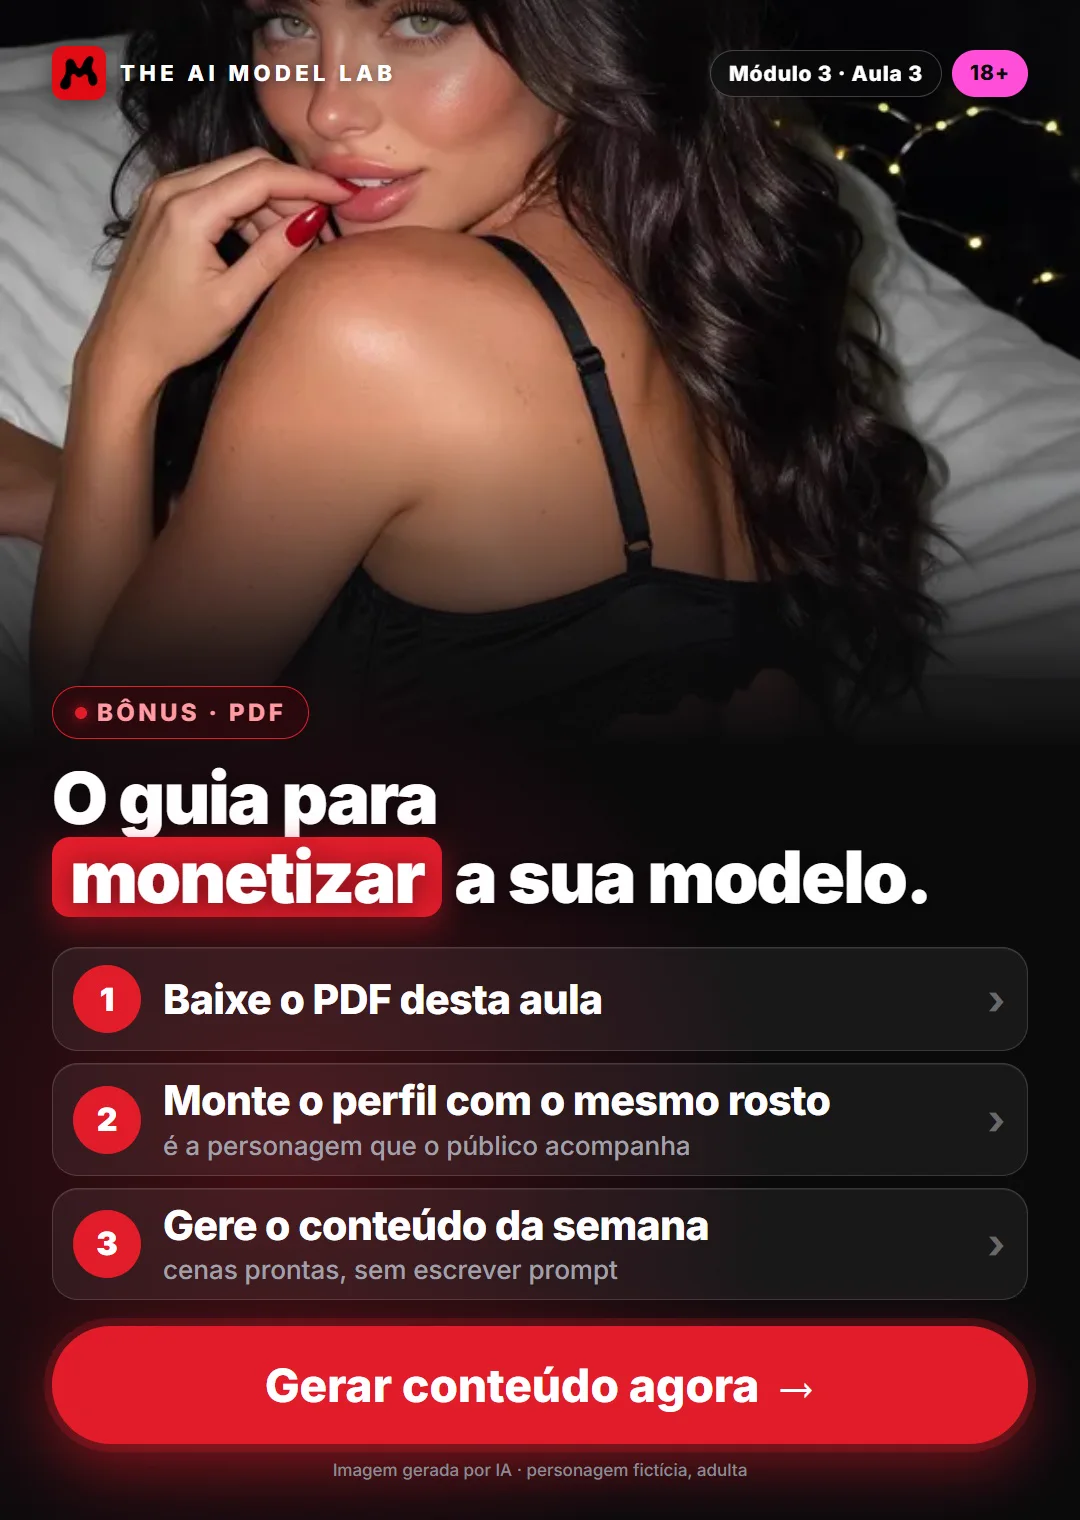 THE AI MODEL LAB
Módulo 3 · Aula 3
18+
BÔNUS · PDF
O guia para
monetizar a sua modelo.
1
Baixe o PDF desta aula
2
Monte o perfil com o mesmo rosto
é a personagem que o público acompanha
3
Gere o conteúdo da semana
cenas prontas, sem escrever prompt
Gerar conteúdo agora →
Imagem gerada por IA · personagem fictícia, adulta